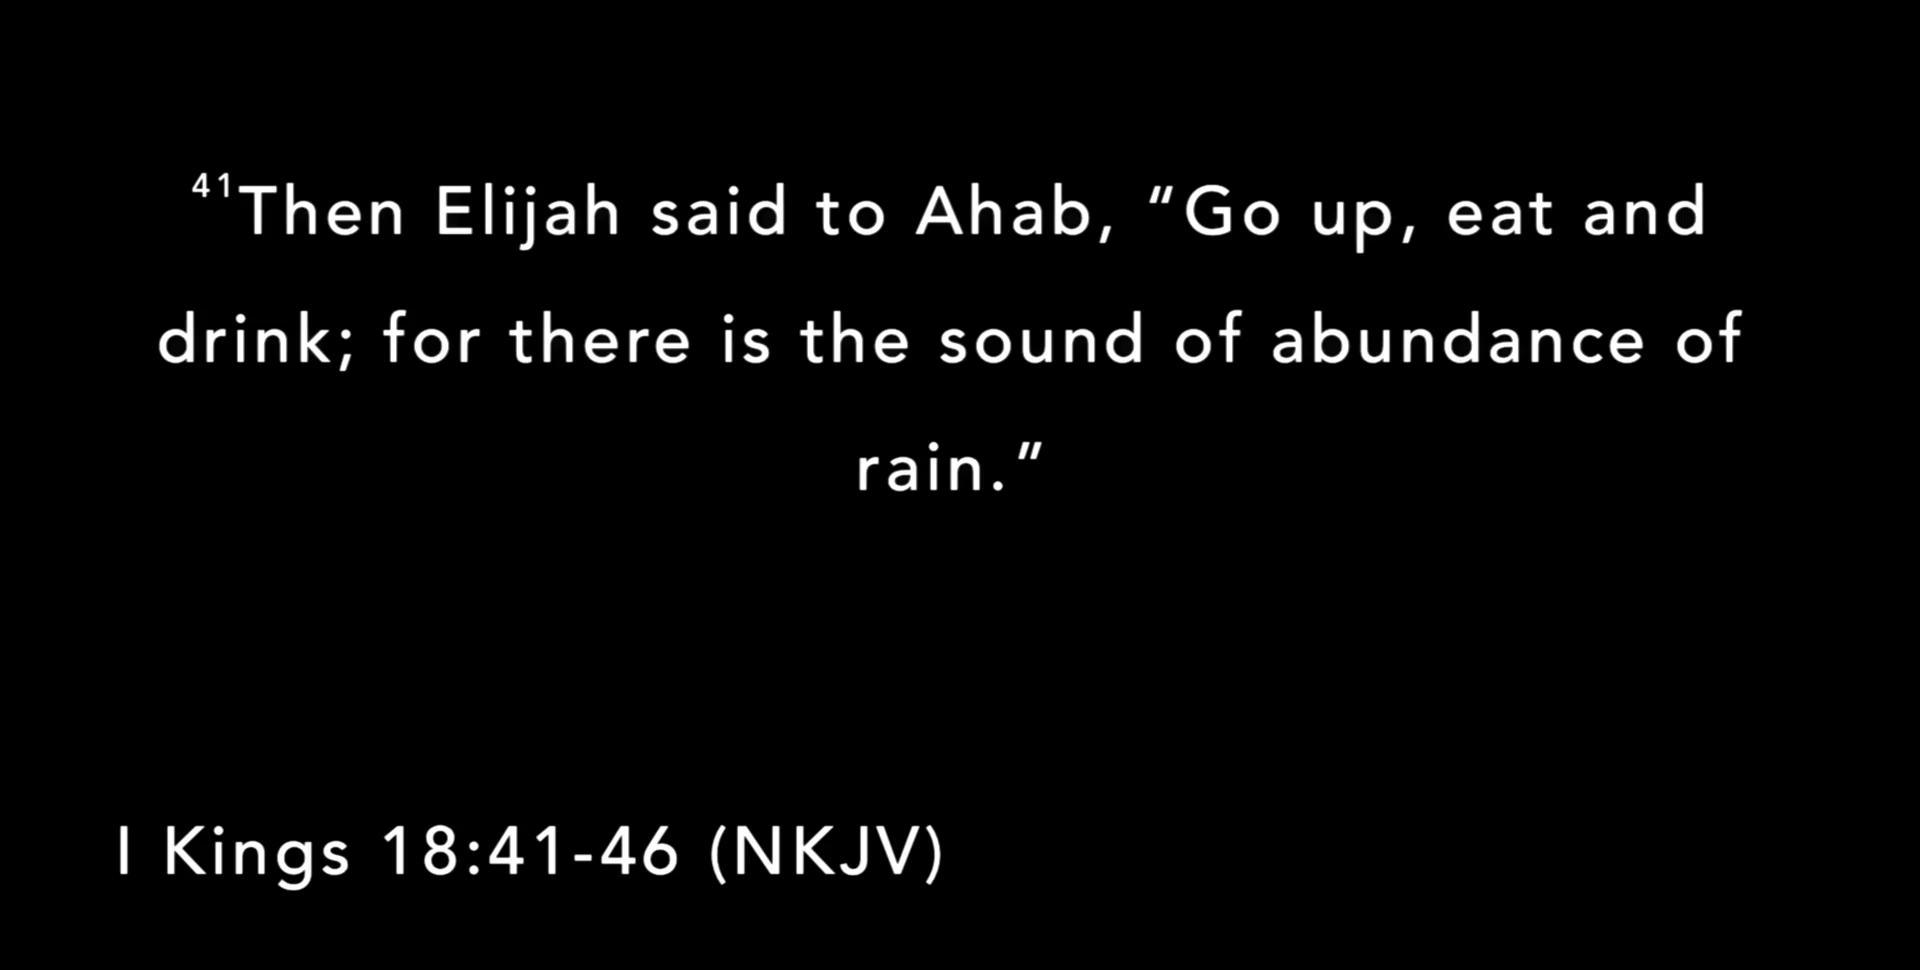 ⁴¹Then Elijah said to Ahab, “Go up, eat and
drink; for there is the sound of abundance of
rain.”
I Kings 18:41-46 (NKJV)